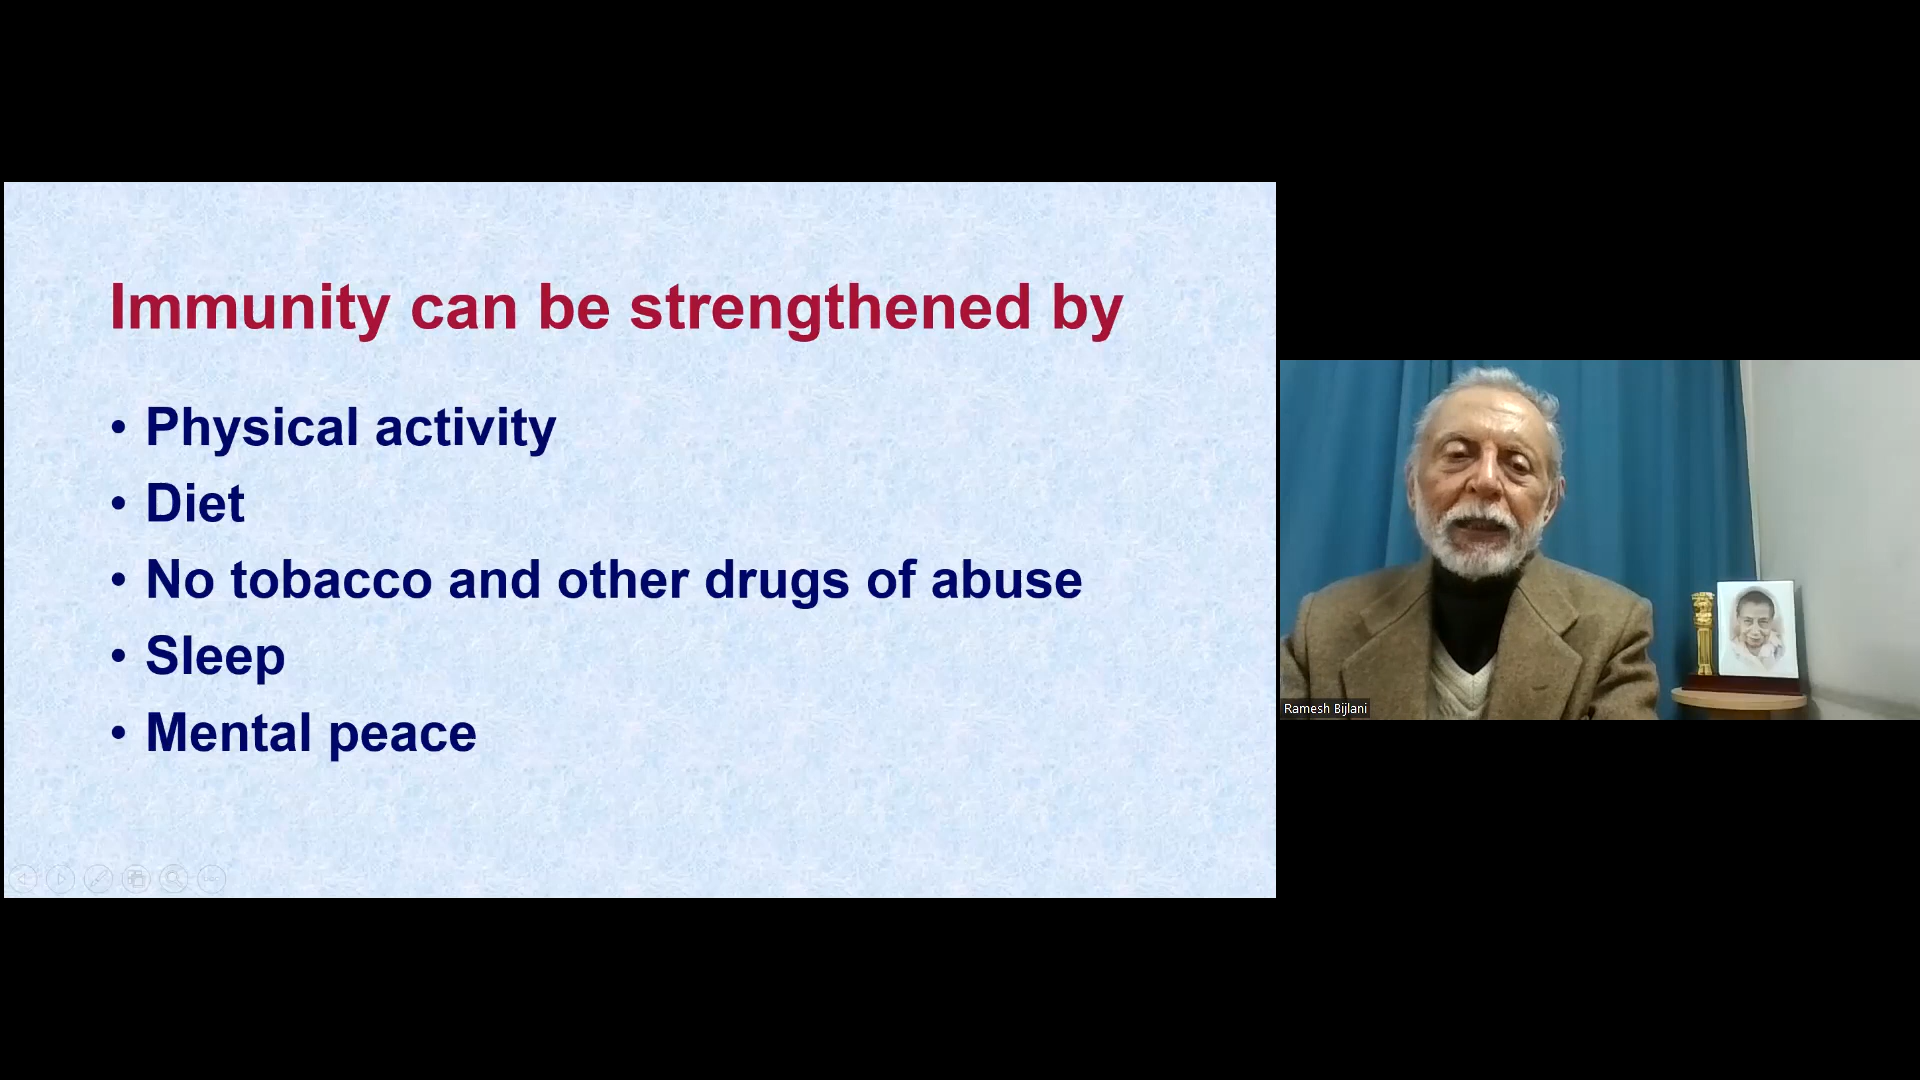 Immunity can be strengthened by
• Physical activity
• Diet
• No tobacco and other drugs of abuse
• Sleep
• Mental peace
Ramesh Bijlani